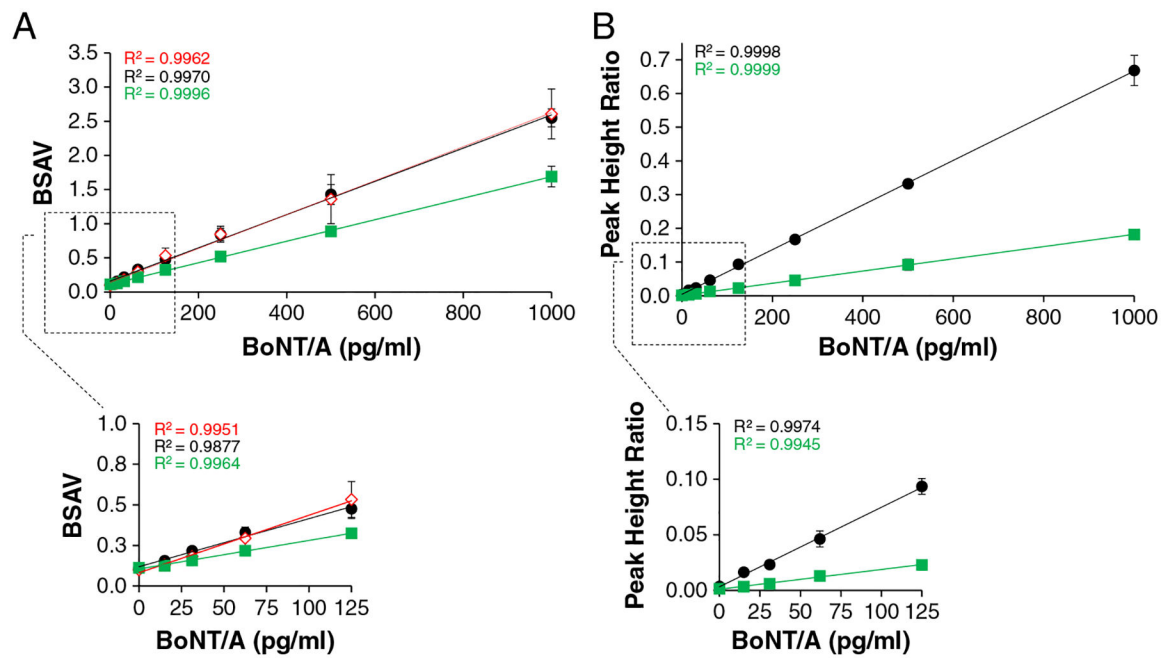 A
R² = 0.9962
R² = 0.9970
R² = 0.9996
BSAV
3.5
3.0
2.5
2.0
1.5
1.0
0.5
0.0
0 200 400 600 800 1000
BoNT/A (pg/ml)
R² = 0.9951
R² = 0.9877
R² = 0.9964
BSAV
1.0
0.8
0.5
0.3
0.0
0 25 50 75 100 125
BoNT/A (pg/ml)
B
R² = 0.9998
R² = 0.9999
Peak Height Ratio
0.7
0.6
0.5
0.4
0.3
0.2
0.1
0.0
0 200 400 600 800 1000
BoNT/A (pg/ml)
R² = 0.9974
R² = 0.9945
Peak Height Ratio
0.15
0.10
0.05
0.00
0 25 50 75 100 125
BoNT/A (pg/ml)